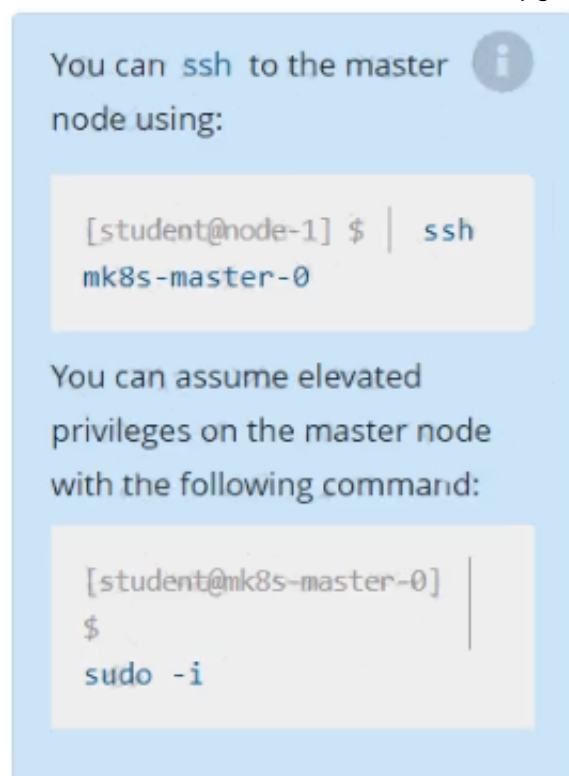 You can ssh to the master
node using:
[student@node-1] $ | ssh
mk8s-master-0
You can assume elevated
privileges on the master node
with the following command:
[student@mk8s-master-0]
$
sudo -i